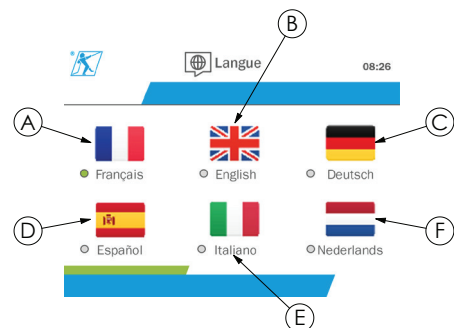 B
Langue 08:26
A C
Français English Deutsch
D F
Español Italiano Nederlands
E